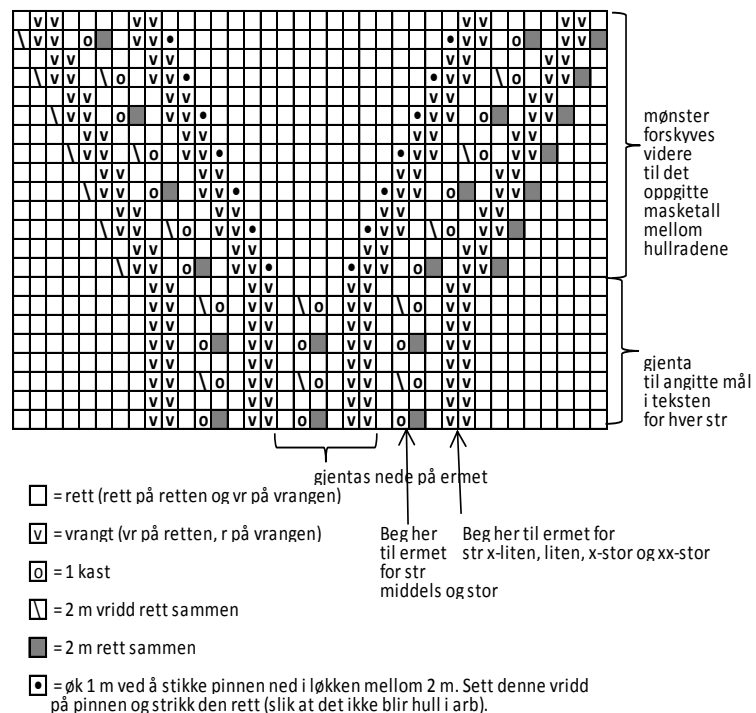 v v v v v v v v
\ v v o v v • • v v o v v
v v v v v v v v
\ v v \ o v v • • v v \ o v v
v v v v v v v v
\ v v o v v • • v v o v v
v v v v v v v v
\ v v \ o v v • • v v \ o v v
v v v v v v v v
\ v v o v v • • v v o v v
v v v v v v v v
\ v v \ o v v • • v v \ o v v
v v v v v v v v
\ v v o v v • • v v o v v
v v v v v v v v
v v \ o v v \ o v v \ o v v
v v v v v v v v
v v o v v o v v o v v
v v v v v v v v
v v \ o v v \ o v v \ o v v
v v v v v v v v
v v o v v o v v o v v
mønster
forskyves
videre
til det
oppgitte
masketall
mellom
hullradene
gjenta
til angitte mål
i teksten
for hver str
gjentas nede på ermet
Beg her
til ermet
for str
middels og stor
Beg her til ermet for
str x-liten, liten, x-stor og xx-stor
= rett (rett på retten og vr på vrangen)
v = vrangt (vr på retten, r på vrangen)
o = 1 kast
\ = 2 m vridd rett sammen
= 2 m rett sammen
• = øk 1 m ved å stikke pinnen ned i løkken mellom 2 m. Sett denne vridd
på pinnen og strikk den rett (slik at det ikke blir hull i arb).